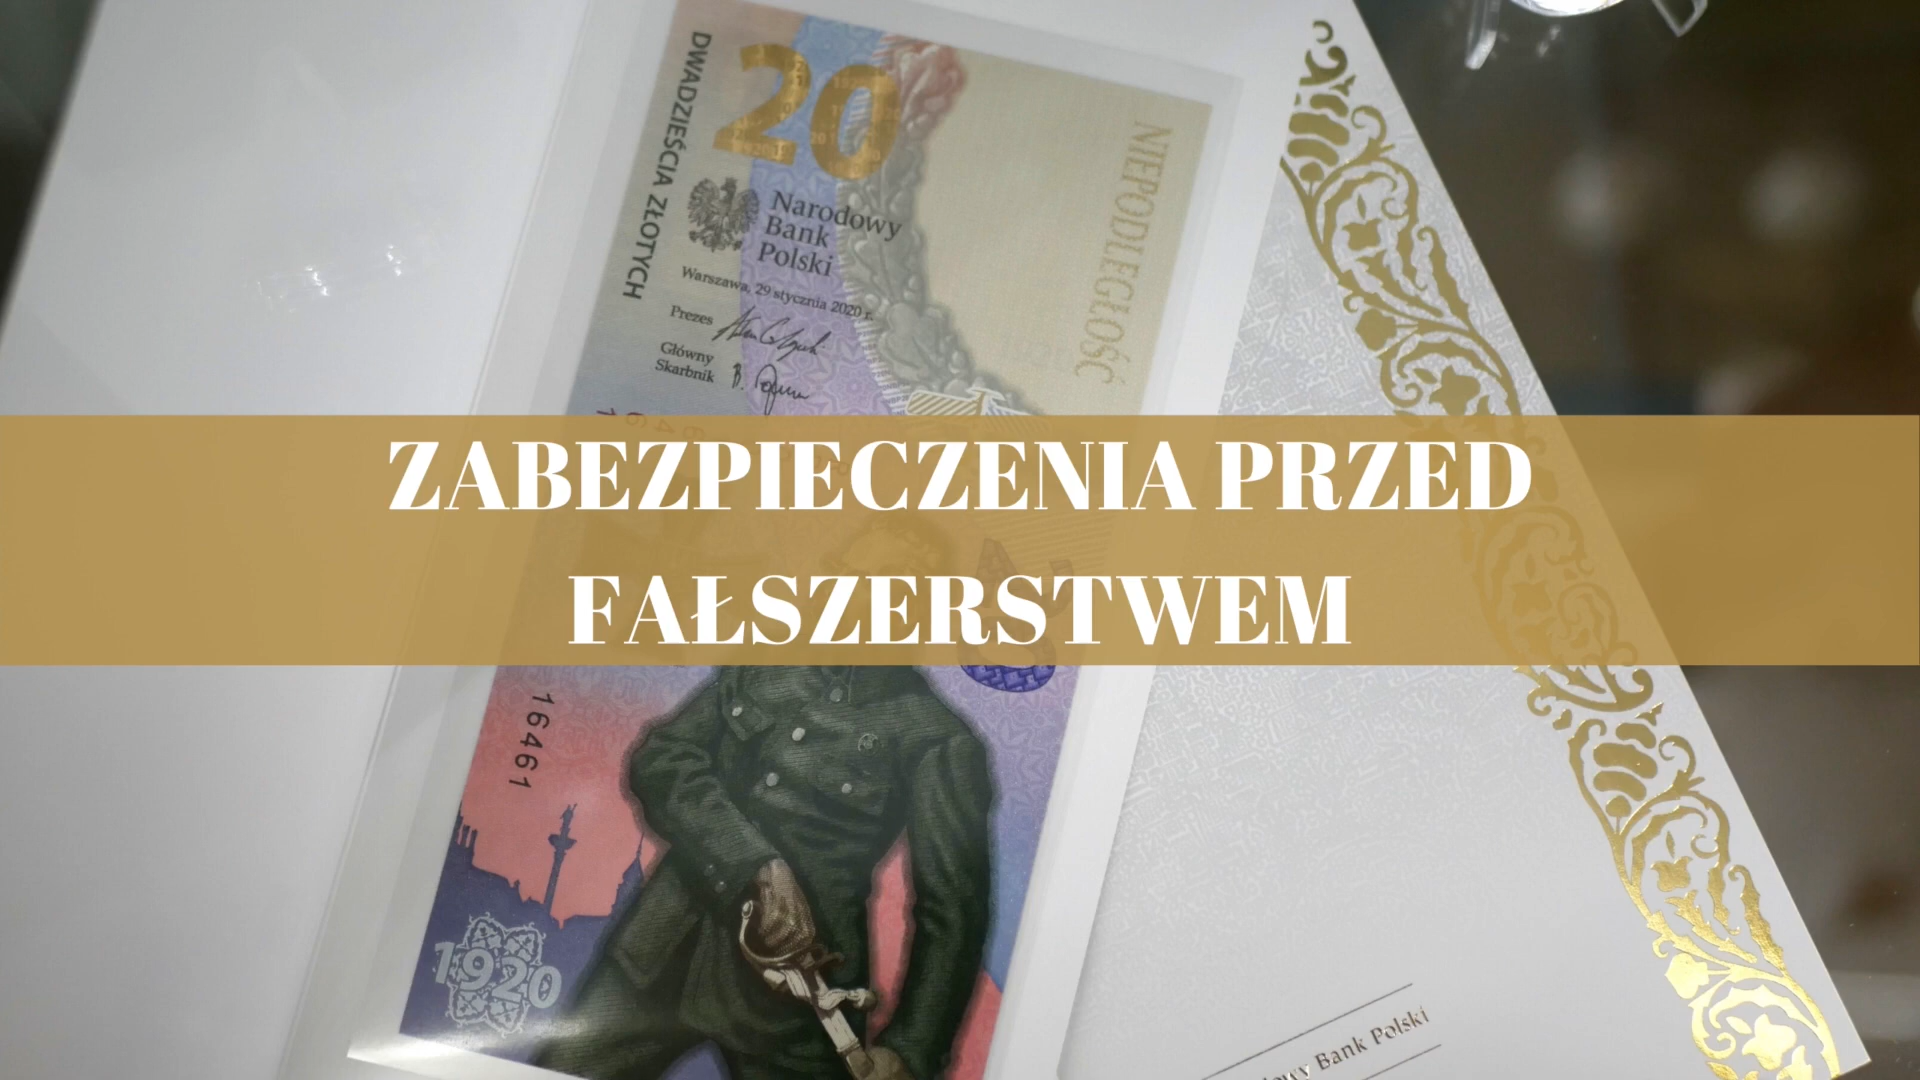 DWADZIEŚCIA ZŁOTYCH
20
NIEPODLEGŁOŚĆ
Narodowy
Bank
Polski
Warszawa, 29 stycznia 2020 r.
Prezes
Główny
Skarbnik
ZABEZPIECZENIA PRZED
FAŁSZERSTWEM
16461
1920
Bank Polski